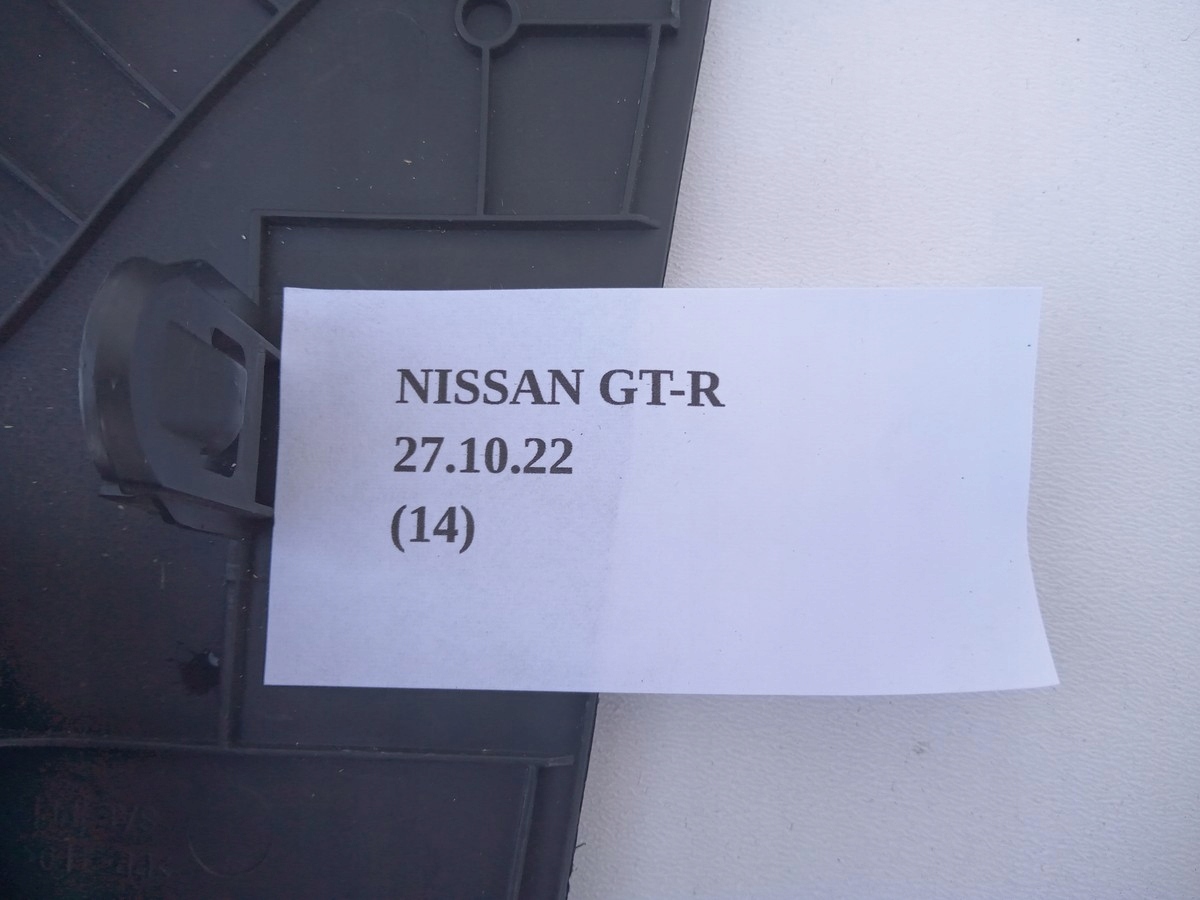 NISSAN GT-R
27.10.22
(14)